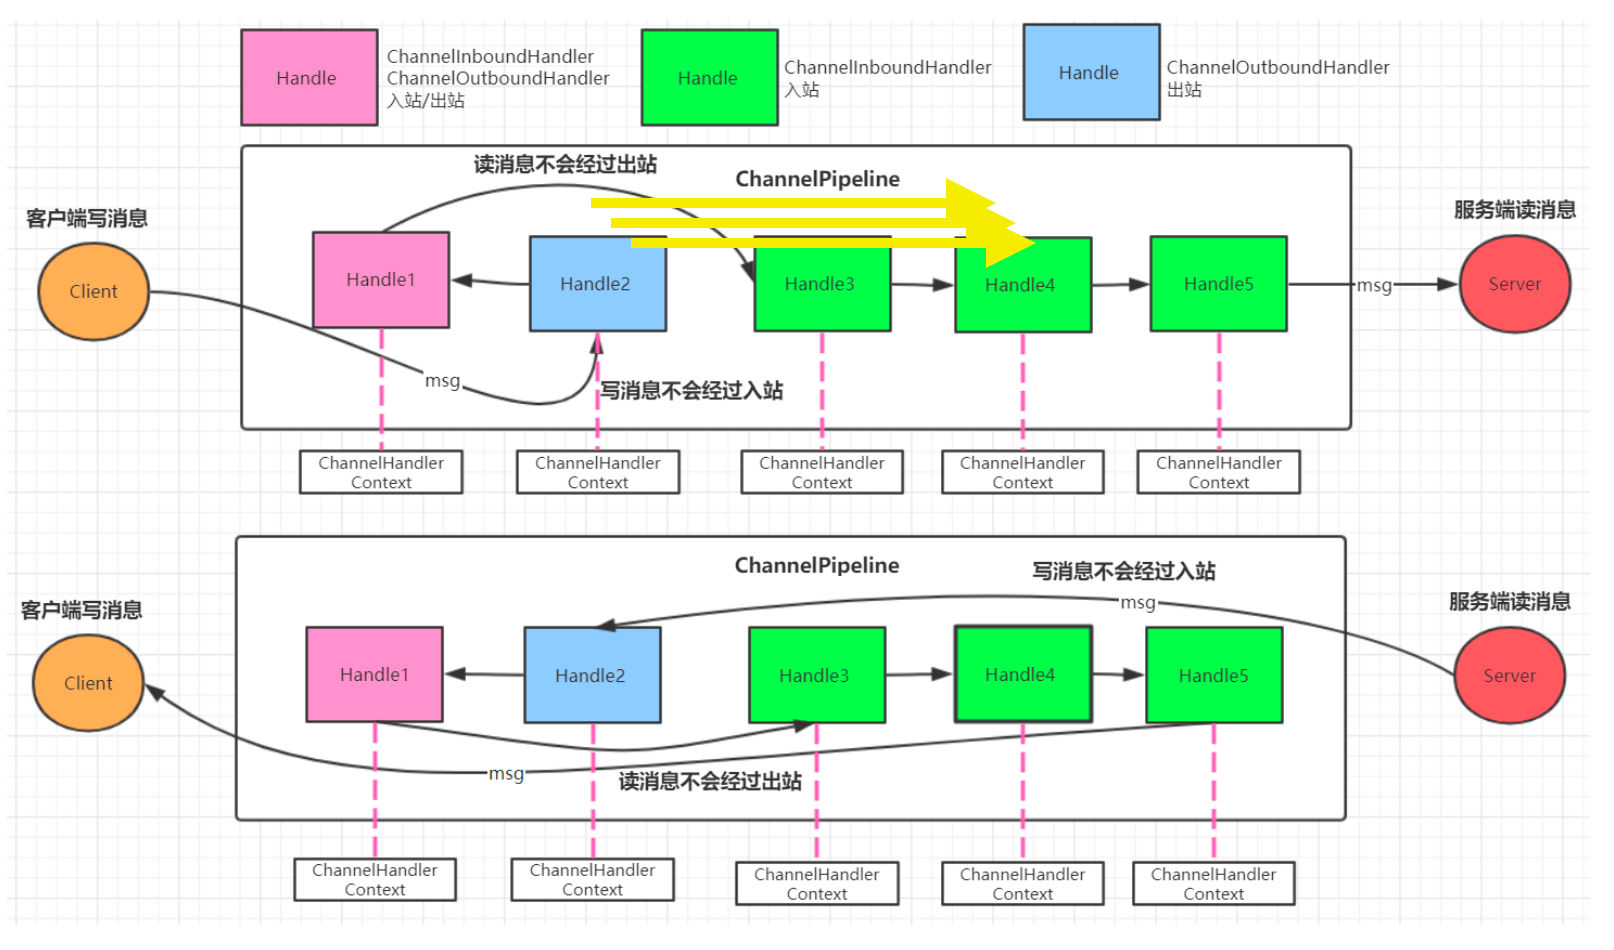 Handle
ChannelInboundHandler
ChannelOutboundHandler
入站/出站
Handle
ChannelInboundHandler
入站
Handle
ChannelOutboundHandler
出站
读消息不会经过出站
ChannelPipeline
客户端写消息
服务端读消息
Client
Handle1
Handle2
Handle3
Handle4
Handle5
msg
Server
msg
写消息不会经过入站
ChannelHandler
Context
ChannelHandler
Context
ChannelHandler
Context
ChannelHandler
Context
ChannelHandler
Context
ChannelPipeline
写消息不会经过入站
客户端写消息
msg
服务端读消息
Client
Handle1
Handle2
Handle3
Handle4
Handle5
Server
msg
读消息不会经过出站
ChannelHandler
Context
ChannelHandler
Context
ChannelHandler
Context
ChannelHandler
Context
ChannelHandler
Context